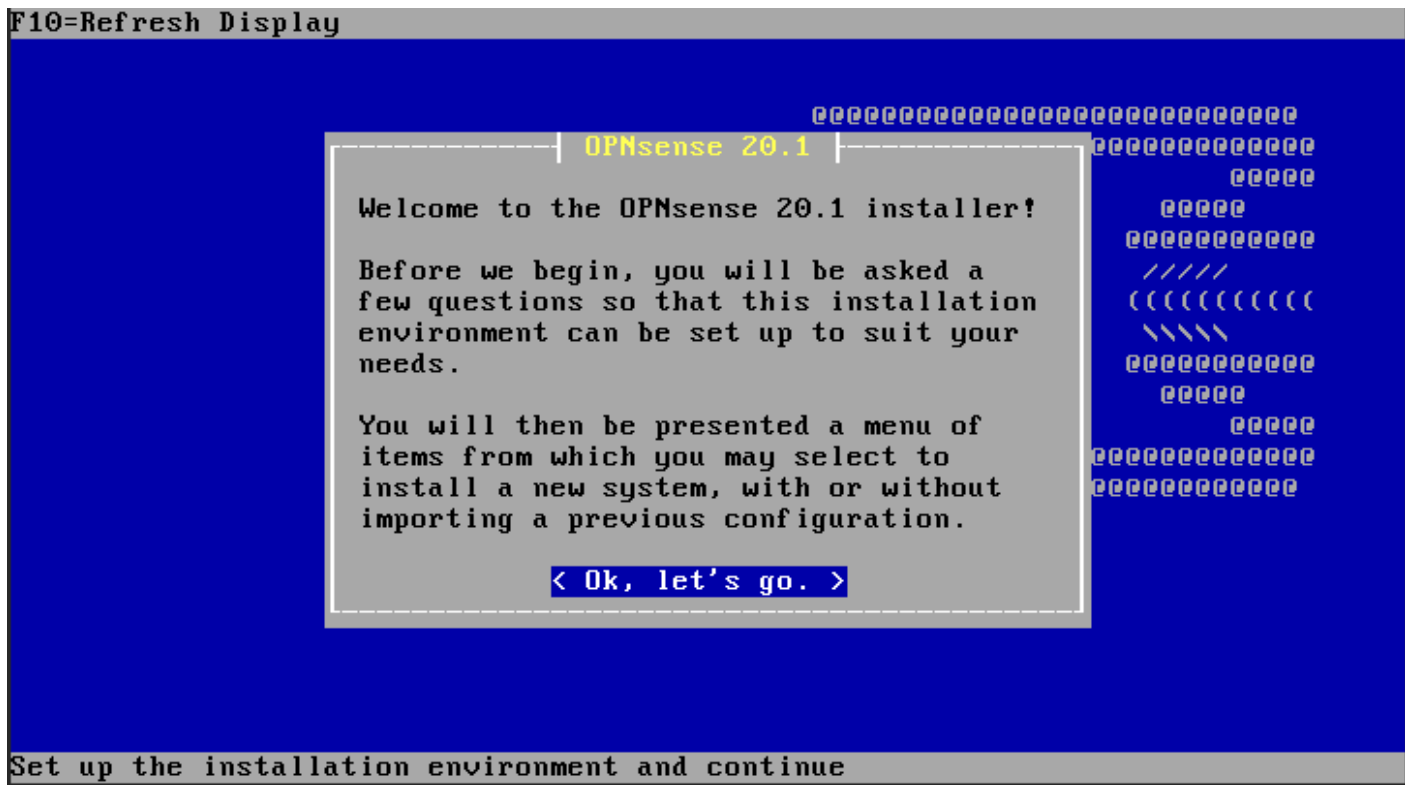 F10=Refresh Display
@@@@@@@@@@@@@@@@@@@@@@@@@@@@
OPNsense 20.1
@@@@@@@@@@@@@
@@@@@
Welcome to the OPNsense 20.1 installer!
@@@@@
@@@@@@@@@@@
Before we begin, you will be asked a
/////
few questions so that this installation
(((((((((((
environment can be set up to suit your
\\\\\
needs.
@@@@@@@@@@@
@@@@@
You will then be presented a menu of
@@@@@
items from which you may select to
@@@@@@@@@@@@@
install a new system, with or without
@@@@@@@@@@@@
importing a previous configuration.
< Ok, let's go. >
Set up the installation environment and continue